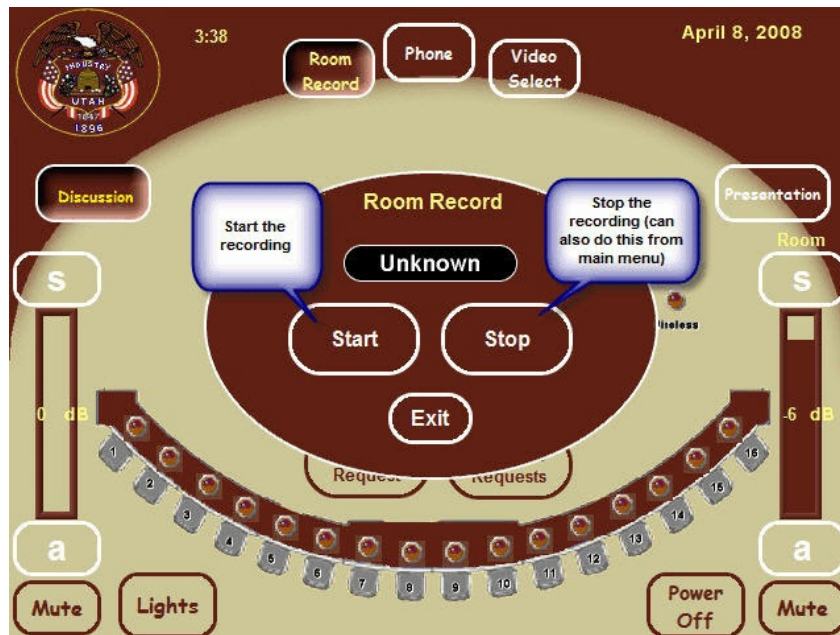 3:38
April 8, 2008
Room
Record
Phone
Video
Select
INDUSTRY
UTAH
1847
1896
Discussion
Start the
recording
Room Record
Stop the
recording (can
also do this from
main menu)
Presentation
Room
s
Unknown
s
Start
Stop
Exit
0 dB
-6 dB
Request
Requests
1
2
3
4
5
6
7
8
9
10
11
12
13
14
15
16
a
a
Mute
Lights
Power
Off
Mute